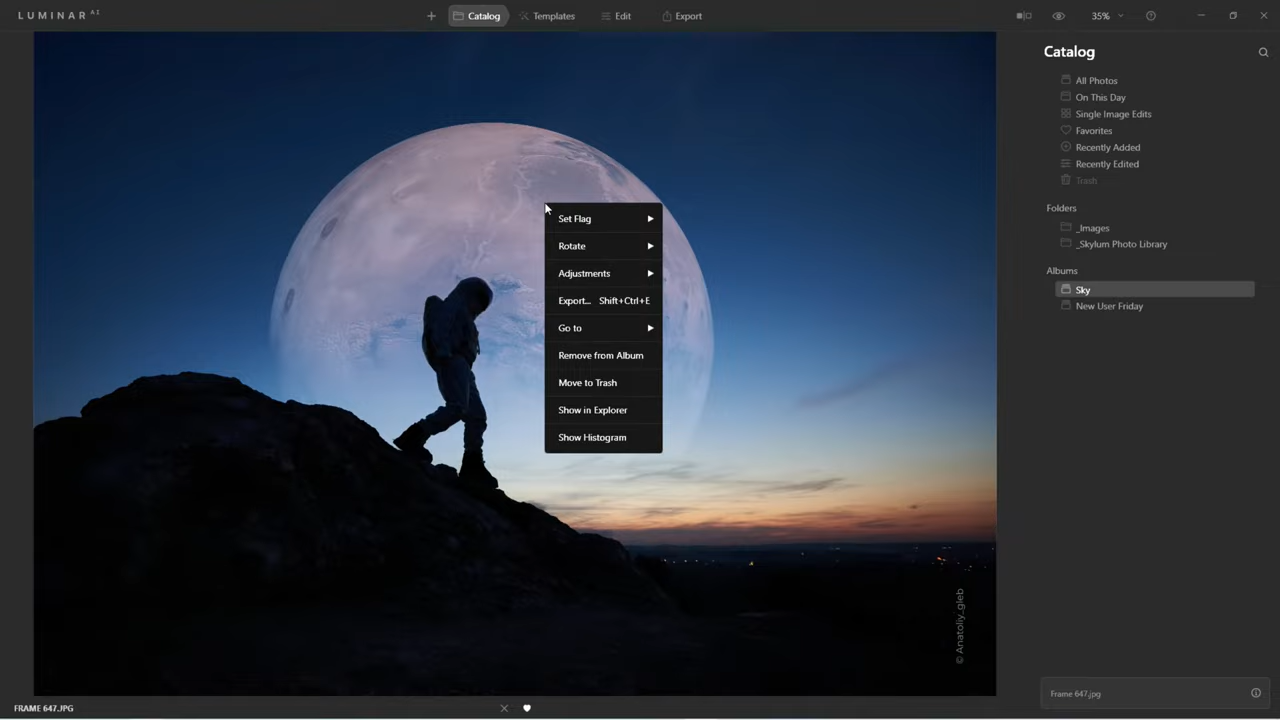 LUMINAR AI
Catalog
Templates
Edit
Export
35%
Catalog
All Photos
On This Day
Single Image Edits
Favorites
Recently Added
Recently Edited
Trash
Folders
_Images
_Skylum Photo Library
Albums
Sky
New User Friday
Set Flag
Rotate
Adjustments
Export... Shift+Ctrl+E
Go to
Remove from Album
Move to Trash
Show in Explorer
Show Histogram
© Anatoliy_gleb
Frame 647.jpg
FRAME 647.JPG